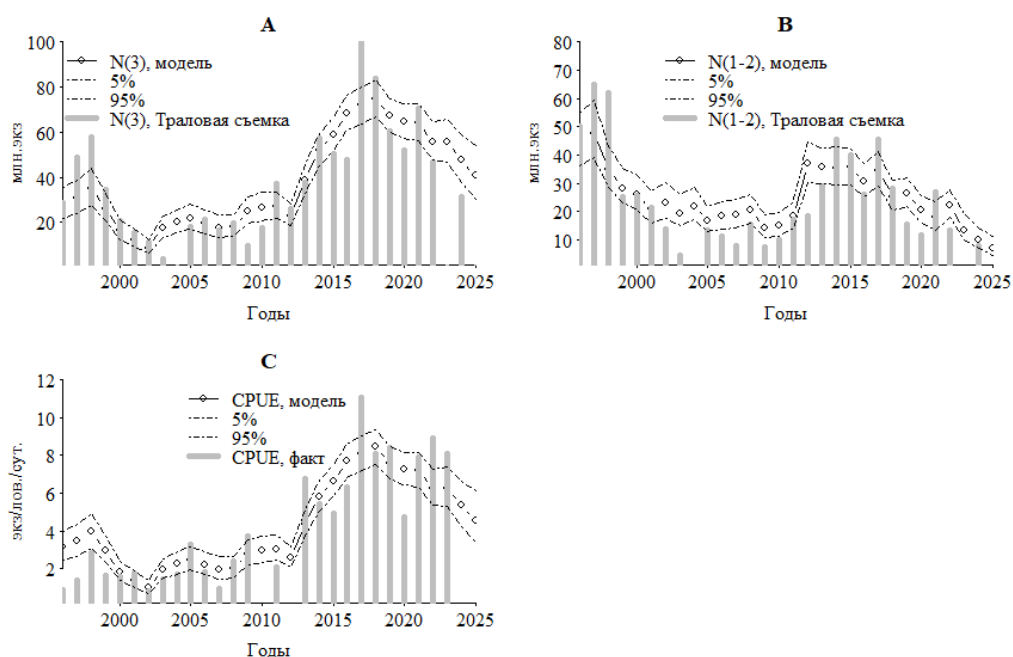 A
100
80
60
40
20
млн.экз
N(3), модель
5%
95%
N(3), Траловая съемка
2000 2005 2010 2015 2020 2025
Годы
B
80
70
60
50
40
30
20
10
млн.экз
N(1-2), модель
5%
95%
N(1-2), Траловая съемка
2000 2005 2010 2015 2020 2025
Годы
C
12
10
8
6
4
2
экз/лов./сут.
CPUE, модель
5%
95%
CPUE, факт
2000 2005 2010 2015 2020 2025
Годы